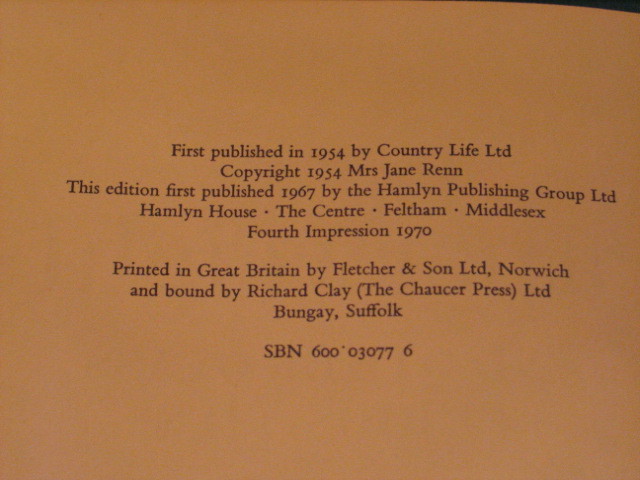 First published in 1954 by Country Life Ltd
Copyright 1954 Mrs Jane Renn
This edition first published 1967 by the Hamlyn Publishing Group Ltd
Hamlyn House · The Centre · Feltham · Middlesex
Fourth Impression 1970
Printed in Great Britain by Fletcher & Son Ltd, Norwich
and bound by Richard Clay (The Chaucer Press) Ltd
Bungay, Suffolk
SBN 600·03077 6